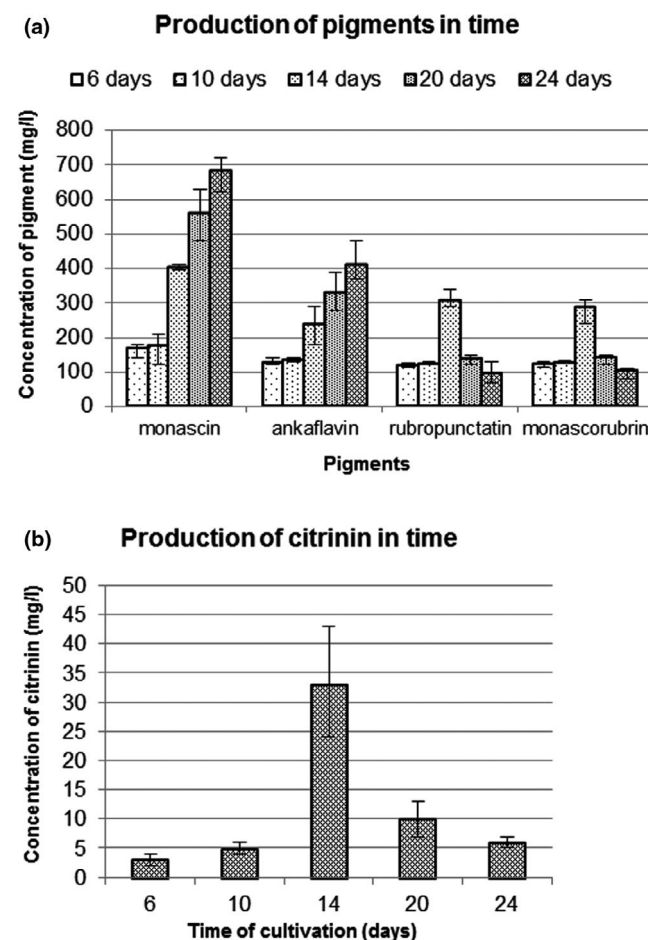 (a) Production of pigments in time
6 days 10 days 14 days 20 days 24 days
Concentration of pigment (mg/l)
800
700
600
500
400
300
200
100
0
monascin ankaflavin rubropunctatin monascorubrin
Pigments
(b) Production of citrinin in time
Concentration of citrinin (mg/l)
50
45
40
35
30
25
20
15
10
5
0
6 10 14 20 24
Time of cultivation (days)